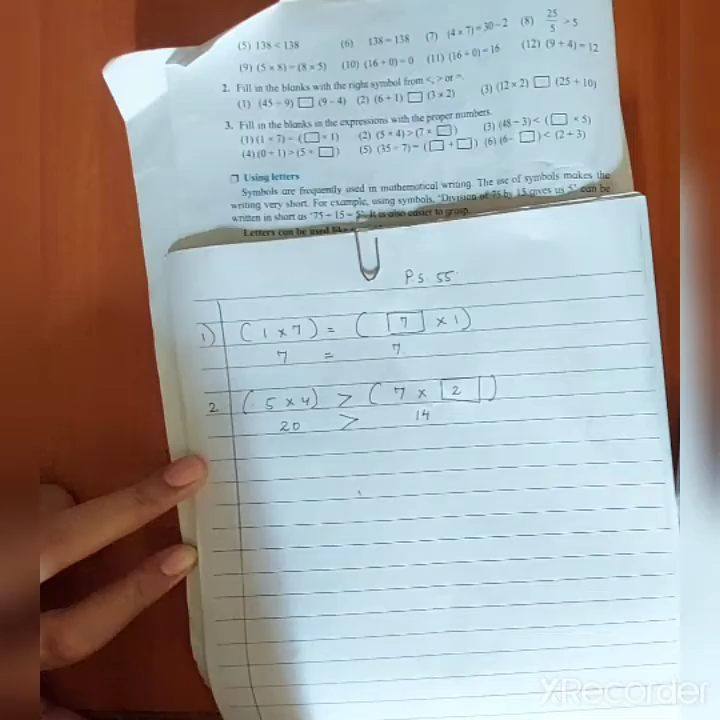 (5) 138 < 138 (6) 138 = 138 (7) (4 × 7) = 30 − 2 (8) 25/5 > 5
(9) (5 × 8) = (8 × 5) (10) (16 ÷ 0) = 0 (11) (16 + 0) = 16 (12) (9 + 4) = 12
2. Fill in the blanks with the right symbol from <, > or =.
(1) (45 ÷ 9) □ (9 − 4) (2) (6 + 1) □ (3 × 2) (3) (12 × 2) □ (25 + 10)
3. Fill in the blanks in the expressions with the proper numbers.
(1) (1 × 7) = (□ × 1) (2) (5 × 4) > (7 × □) (3) (48 ÷ 3) < (□ × 5)
(4) (0 + 1) > (5 × □) (5) (35 ÷ 7) = (□ + □) (6) (6 − □) < (2 + 3)
❒ Using letters
Symbols are frequently used in mathematical writing. The use of symbols makes the
writing very short. For example, using symbols, 'Division of 75 by 15 gives us 5' can be
written in short as '75 ÷ 15 = 5'. It is also easier to grasp.
Letters can be used like
P.S. 55
1) (1 × 7) = ( 7 × 1)
7 = 7
2 (5 × 4) > ( 7 × 2 )
20 > 14
XRecorder